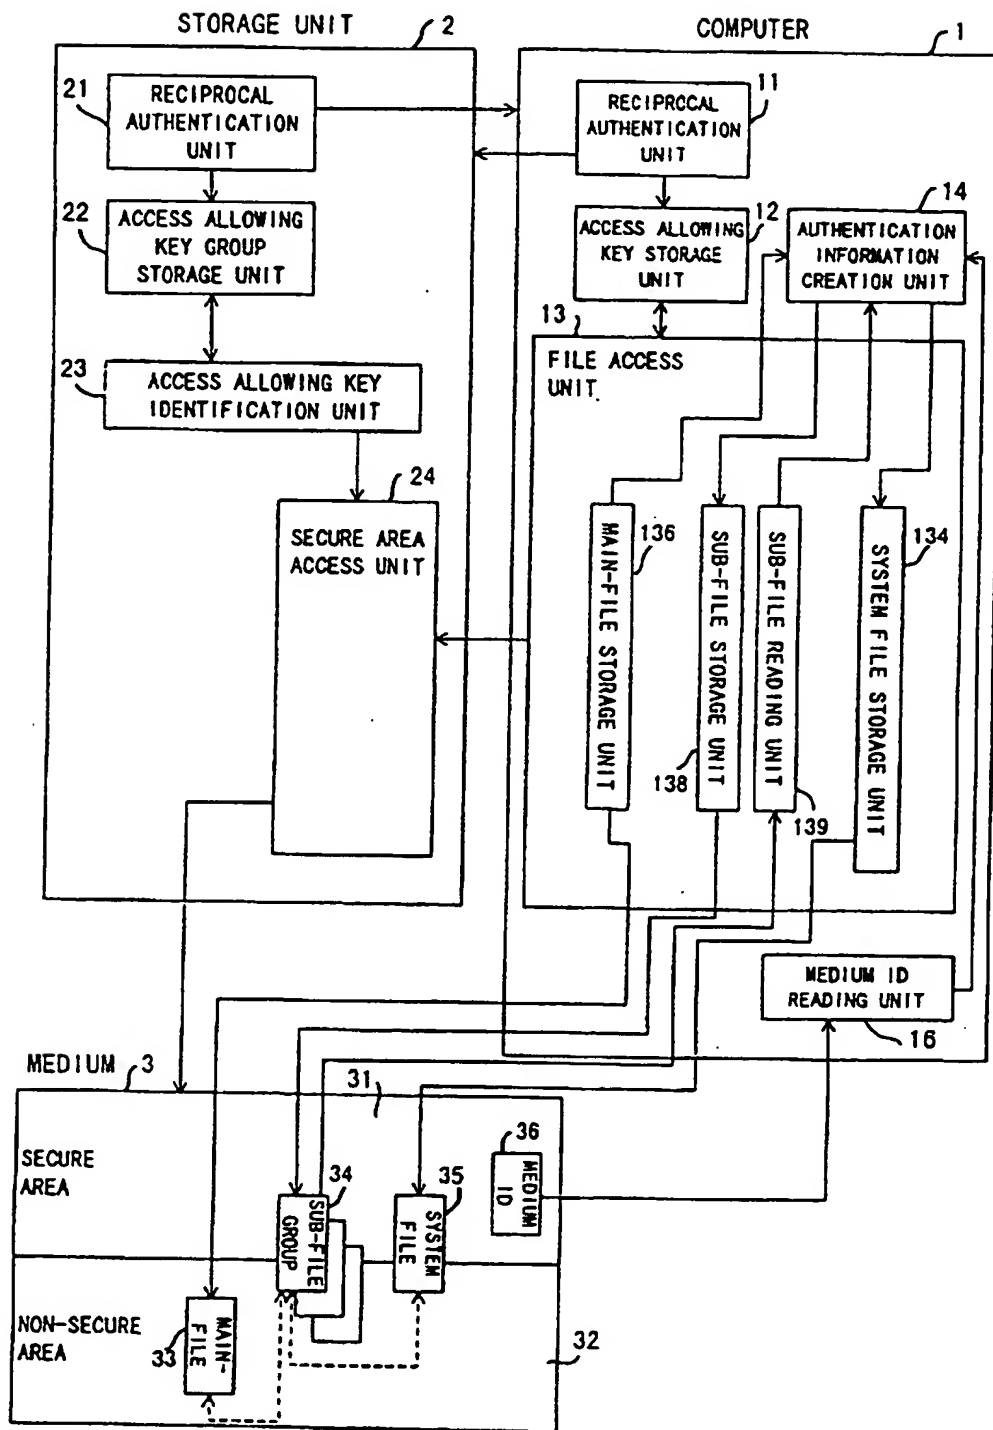 STORAGE UNIT
2
COMPUTER
1
21
RECIPROCAL
AUTHENTICATION
UNIT
11
RECIPROCAL
AUTHENTICATION
UNIT
22
ACCESS ALLOWING
KEY GROUP
STORAGE UNIT
12
ACCESS ALLOWING
KEY STORAGE
UNIT
14
AUTHENTICATION
INFORMATION
CREATION UNIT
13
FILE ACCESS
UNIT
23
ACCESS ALLOWING KEY
IDENTIFICATION UNIT
24
SECURE AREA
ACCESS UNIT
MAIN-FILE STORAGE UNIT
136
SUB-FILE STORAGE UNIT
138
SUB-FILE READING UNIT
139
SYSTEM FILE STORAGE UNIT
134
MEDIUM ID
READING UNIT
16
MEDIUM
3
31
SECURE
AREA
34
SUB-FILE
GROUP
35
SYSTEM
FILE
36
MEDIUM
ID
NON-SECURE
AREA
33
MAIN-
FILE
32